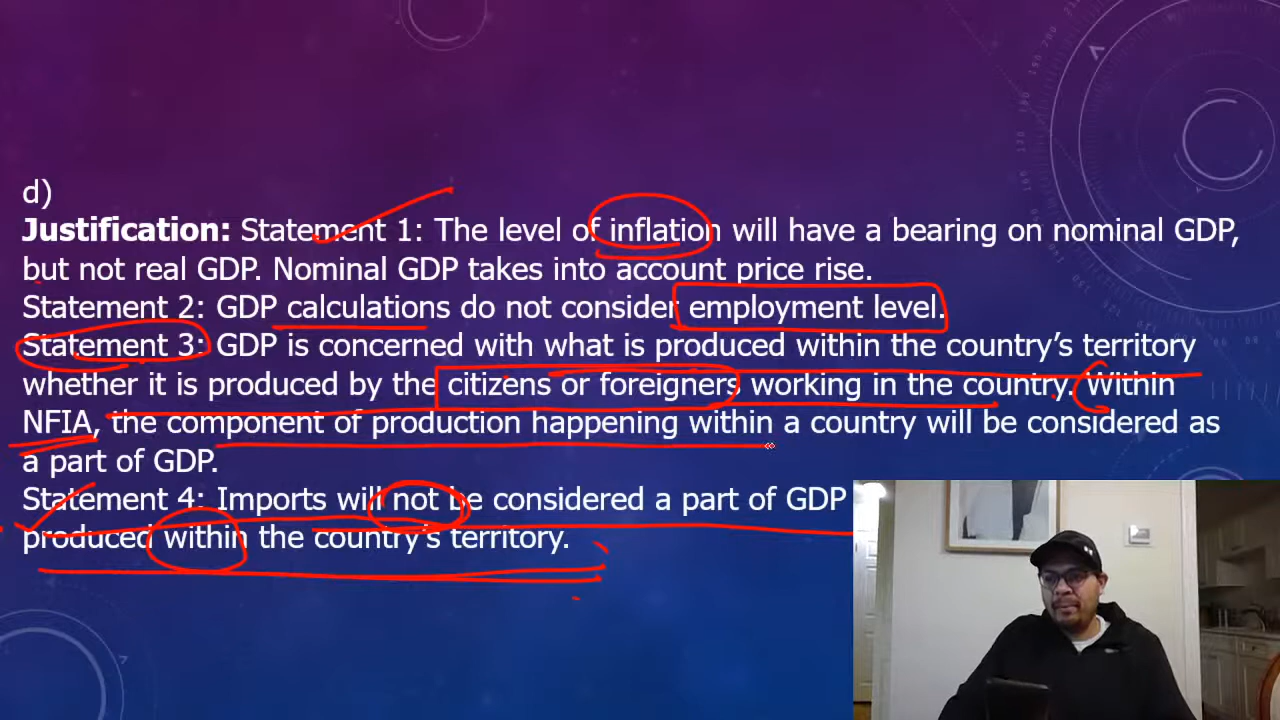 d)
Justification: Statement 1: The level of inflation will have a bearing on nominal GDP,
but not real GDP. Nominal GDP takes into account price rise.
Statement 2: GDP calculations do not consider employment level.
Statement 3: GDP is concerned with what is produced within the country's territory
whether it is produced by the citizens or foreigners working in the country. Within
NFIA, the component of production happening within a country will be considered as
a part of GDP.
Statement 4: Imports will not be considered a part of GDP
produced within the country's territory.